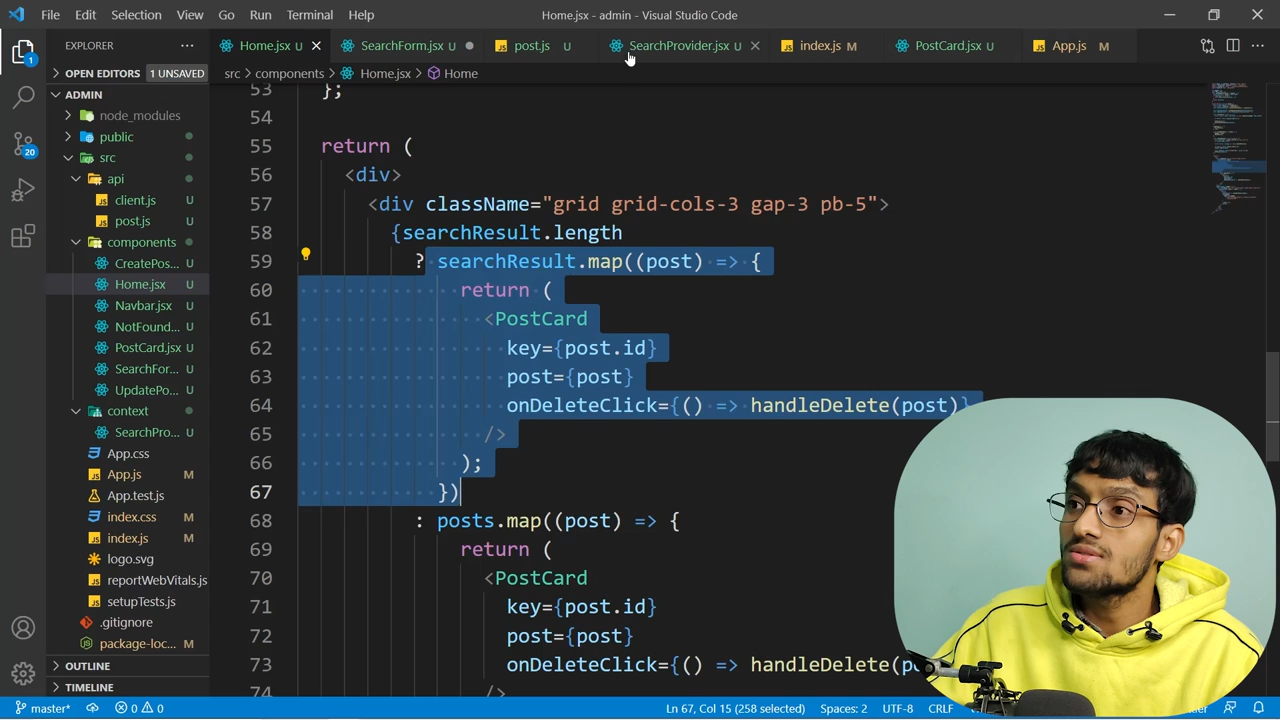 File Edit Selection View Go Run Terminal Help Home.jsx - admin - Visual Studio Code
EXPLORER ··· Home.jsx U SearchForm.jsx U post.js U SearchProvider.jsx U index.js M PostCard.jsx U App.js M
OPEN EDITORS 1 UNSAVED src > components > Home.jsx > Home
ADMIN
node_modules
public
src
api
client.js U
post.js U
components
CreatePos... U
Home.jsx U
Navbar.jsx U
NotFound... U
PostCard.jsx U
SearchFor... U
UpdatePo... U
context
SearchPro... U
App.css
App.js M
App.test.js
index.css M
index.js M
logo.svg
reportWebVitals.js
setupTests.js
.gitignore
package-loc... M
OUTLINE
TIMELINE
1
20
53 };
54
55 return (
56 <div>
57 <div className="grid grid-cols-3 gap-3 pb-5">
58 {searchResult.length
59 ? searchResult.map((post) => {
60 return (
61 <PostCard
62 key={post.id}
63 post={post}
64 onDeleteClick={() => handleDelete(post)}
65 />
66 );
67 })
68 : posts.map((post) => {
69 return (
70 <PostCard
71 key={post.id}
72 post={post}
73 onDeleteClick={() => handleDelete(
74 />
master* 0 0 Ln 67, Col 15 (258 selected) Spaces: 2 UTF-8 CRLF